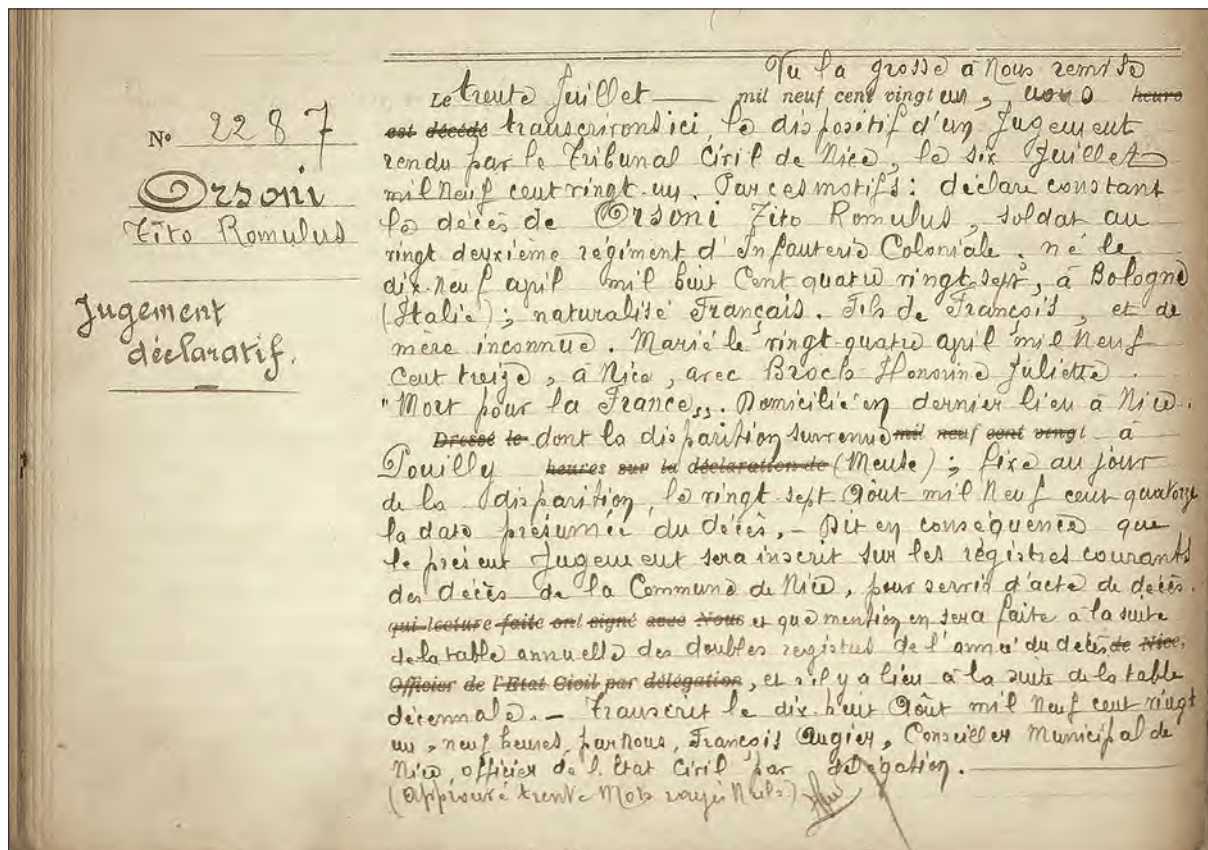 N° 2287
Orsoni
Tito Romulus
Jugement
déclaratif.
Vu la grosse à Nous remise
Le trente Juillet — mil neuf cent vingt un, nous heure
est décédé transcrivons ici, le dispositif d'un Jugement
rendu par le Tribunal Civil de Nice, le six Juillet
mil Neuf cent vingt-un. Par ces motifs : déclare constant
le décès de Orsoni Tito Romulus, soldat au
vingt deuxième régiment d'Infanterie Coloniale. né le
dix-neuf avril mil huit Cent quatre vingt-sept, à Bologne
(Italie) ; naturalisé Français. Fils de François, et de
mère inconnue. Marié le vingt-quatre avril mil Neuf
Cent treize, à Nice, avec Broch Honorine Juliette.
"Mort pour la France". Domicilié en dernier lieu à Nice.
Dressé le dont la disparition survenue mil neuf cent vingt à
Pouilly heures sur la déclaration de (Meuse) ; fixe au jour
de la disparition, le vingt sept Août mil Neuf cent quatorze
la date présumée du décès. - Dit en conséquence que
le présent Jugement sera inscrit sur les régistres courants
des décès de la Commune de Nice, pour servir d'acte de décès.
qui lecture faite ont signé avec Nous et que mention en sera faite à la suite
de la table annuelle des doubles registres de l'année du décès de Nice,
Officier de l'Etat Civil par délégation, et s'il y a lieu à la suite de la table
décennale. - Transcrit le dix-huit Août mil Neuf cent vingt
un, neuf heures, par nous, François Augier, Conseiller Municipal de
Nice, officier de l'Etat Civil par délégation.
(Approuvé trente Mots rayés Nuls)